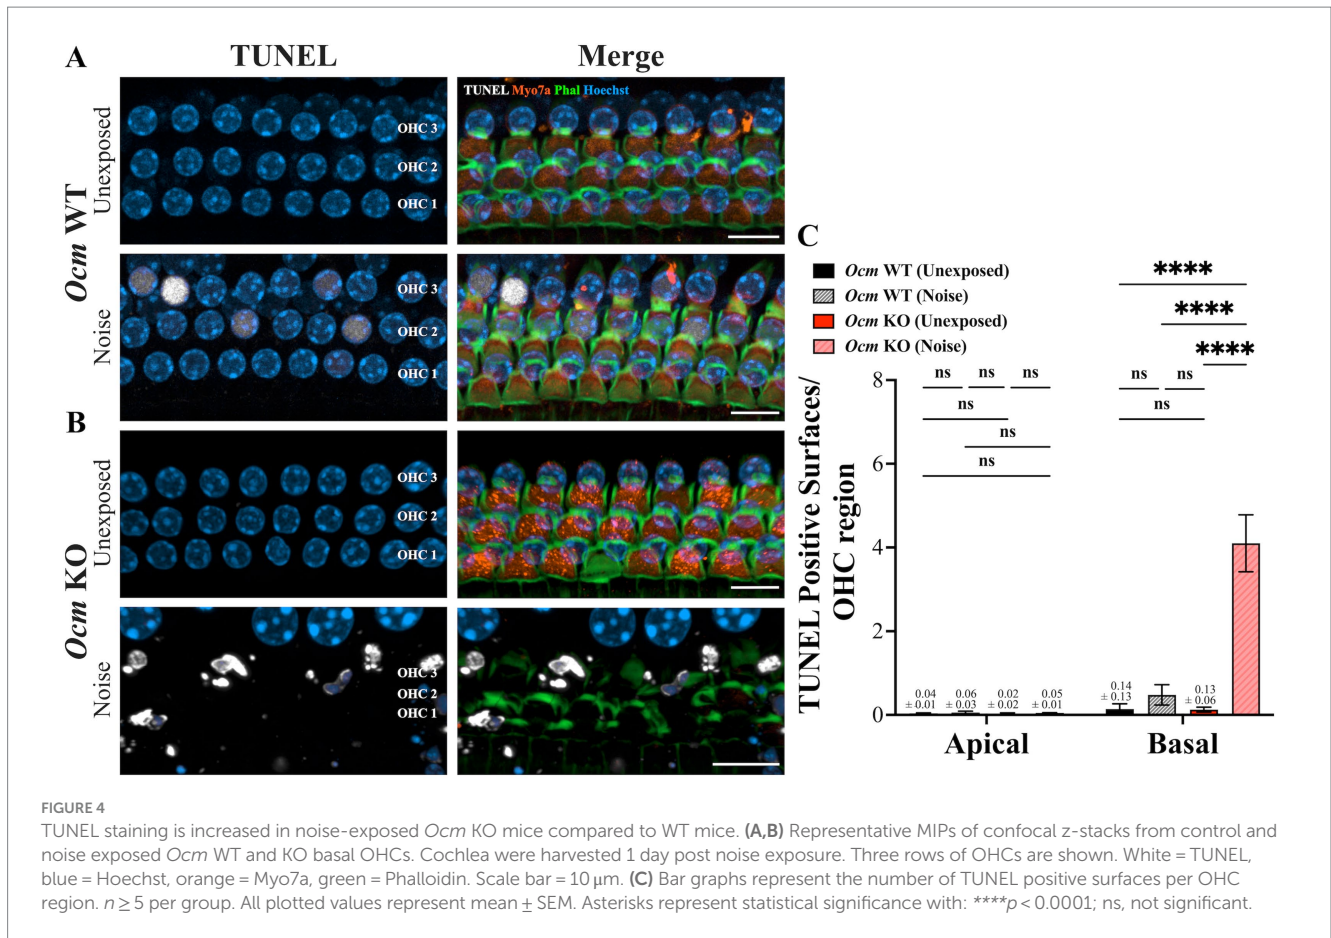 A
TUNEL
Merge
Ocm WT
Unexposed
OHC 3
OHC 2
OHC 1
TUNEL Myo7a Phal Hoechst
Noise
OHC 3
OHC 2
OHC 1
B
Ocm KO
Unexposed
OHC 3
OHC 2
OHC 1
Noise
OHC 3
OHC 2
OHC 1
C
Ocm WT (Unexposed)
Ocm WT (Noise)
Ocm KO (Unexposed)
Ocm KO (Noise)
****
****
****
ns ns ns
ns
ns
ns
ns ns
ns
TUNEL Positive Surfaces/
OHC region
8
6
4
2
0
0.04
± 0.01
0.06
± 0.03
0.02
± 0.02
0.05
± 0.01
0.14
± 0.13
0.13
± 0.06
Apical
Basal
FIGURE 4
TUNEL staining is increased in noise-exposed Ocm KO mice compared to WT mice. (A,B) Representative MIPs of confocal z-stacks from control and
noise exposed Ocm WT and KO basal OHCs. Cochlea were harvested 1 day post noise exposure. Three rows of OHCs are shown. White = TUNEL,
blue = Hoechst, orange = Myo7a, green = Phalloidin. Scale bar = 10 μm. (C) Bar graphs represent the number of TUNEL positive surfaces per OHC
region. n ≥ 5 per group. All plotted values represent mean ± SEM. Asterisks represent statistical significance with: ****p < 0.0001; ns, not significant.